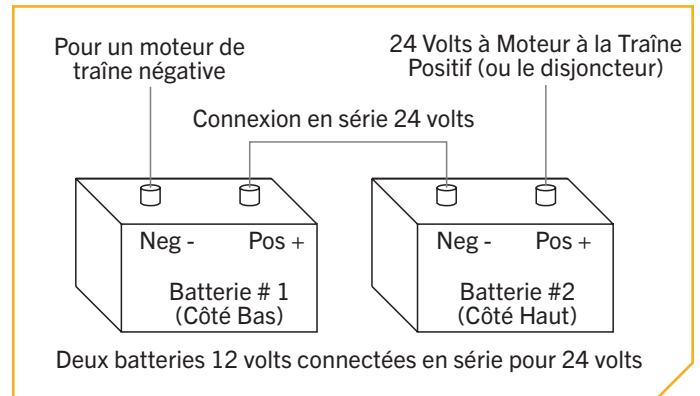 Pour un moteur de
traîne négative
24 Volts à Moteur à la Traîne
Positif (ou le disjoncteur)
Connexion en série 24 volts
Neg - Pos +
Batterie # 1
(Côté Bas)
Neg - Pos +
Batterie #2
(Côté Haut)
Deux batteries 12 volts connectées en série pour 24 volts